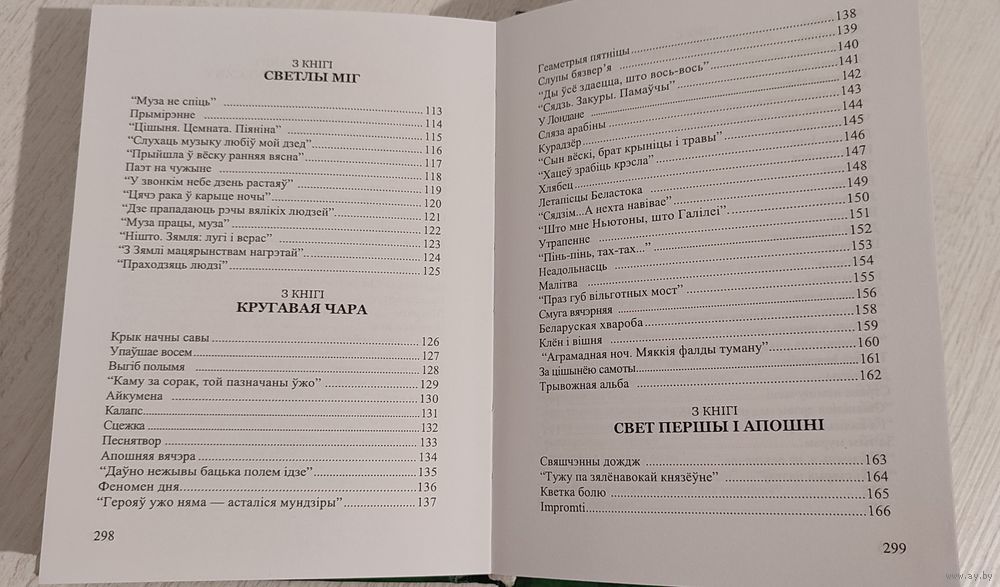 З КНІГІ
СВЕТЛЫ МІГ
“Муза не спіць” 113
Прымірэнне 114
“Цішыня. Цемната. Піяніна” 115
“Слухаць музыку любіў мой дзед” 116
“Прыйшла ў вёску ранняя вясна” 117
Паэт на чужыне 118
“У звонкім небе дзень растаяў” 119
“Цячэ рака ў карыце ночы” 120
“Дзе прападаюць рэчы вялікіх людзей” 121
“Муза працы, муза” 122
“Нішто. Зямля: лугі і верас” 123
“З Зямлі мацярынствам нагрэтай” 124
“Праходзяць людзі” 125
З КНІГІ
КРУГАВАЯ ЧАРА
Крык начны савы 126
Упаўшае восем 127
Выгіб полымя 128
“Каму за сорак, той пазначаны ўжо” 129
Айкумена 130
Калапс 131
Сцежка 132
Песнятвор 133
Апошняя вячэра 134
“Даўно нежывы бацька полем ідзе” 135
Феномен дня 136
“Герояў ужо няма — асталіся мундзіры” 137
298
Геаметрыя пятніцы 138
Слупы бязвер’я 139
“Ды ўсё здаецца, што вось-вось” 140
“Сядзь. Закуры. Памаўчы” 141
У Лондане 142
Сляза арабіны 143
Курадзёр 144
“Сын вёскі, брат крыніцы і травы” 145
“Хацеў зрабіць крэсла” 146
Хлябец 147
Летапісцы Беластока 148
“Сядзім...А нехта навівае” 149
“Што мне Ньютоны, што Галілеі” 150
Утрапенне 151
“Пінь-пінь, тах-тах...” 152
Неадольнасць 153
Малітва 154
“Праз губ вільготных мост” 155
Смуга вячэрняя 156
Беларуская хвароба 158
Клён і вішня 159
“Аграмадная ноч. Мяккія фалды туману” 160
За цішынёю самоты 161
Трывожная альба 162
З КНІГІ
СВЕТ ПЕРШЫ І АПОШНІ
Свяшчэнны дождж 163
“Тужу па зялёнавокай князёўне” 164
Кветка болю 165
Impromti 166
299
www.ay.by